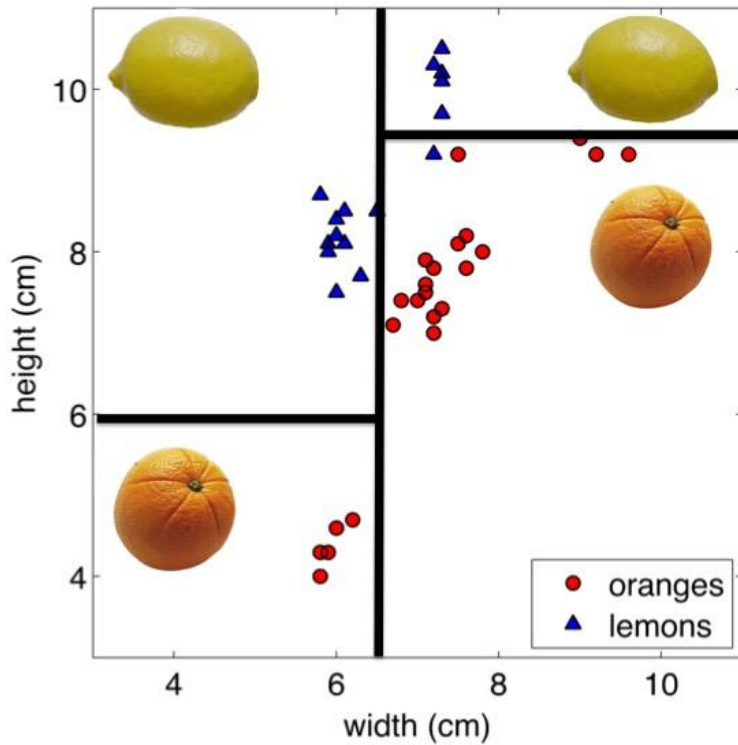 10
8
6
4
height (cm)
oranges
lemons
4 6 8 10
width (cm)